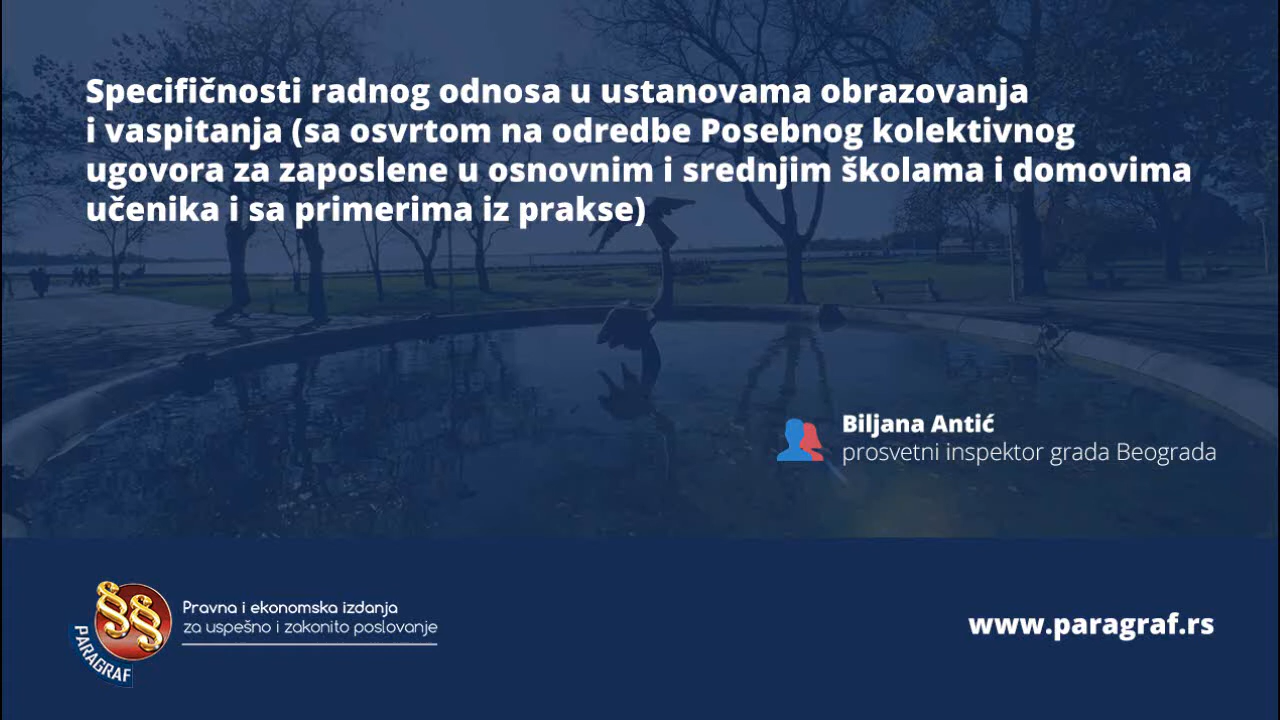 Specifičnosti radnog odnosa u ustanovama obrazovanja
i vaspitanja (sa osvrtom na odredbe Posebnog kolektivnog
ugovora za zaposlene u osnovnim i srednjim školama i domovima
učenika i sa primerima iz prakse)
Biljana Antić
prosvetni inspektor grada Beograda
§§
PARAGRAF
Pravna i ekonomska izdanja
za uspešno i zakonito poslovanje
www.paragraf.rs